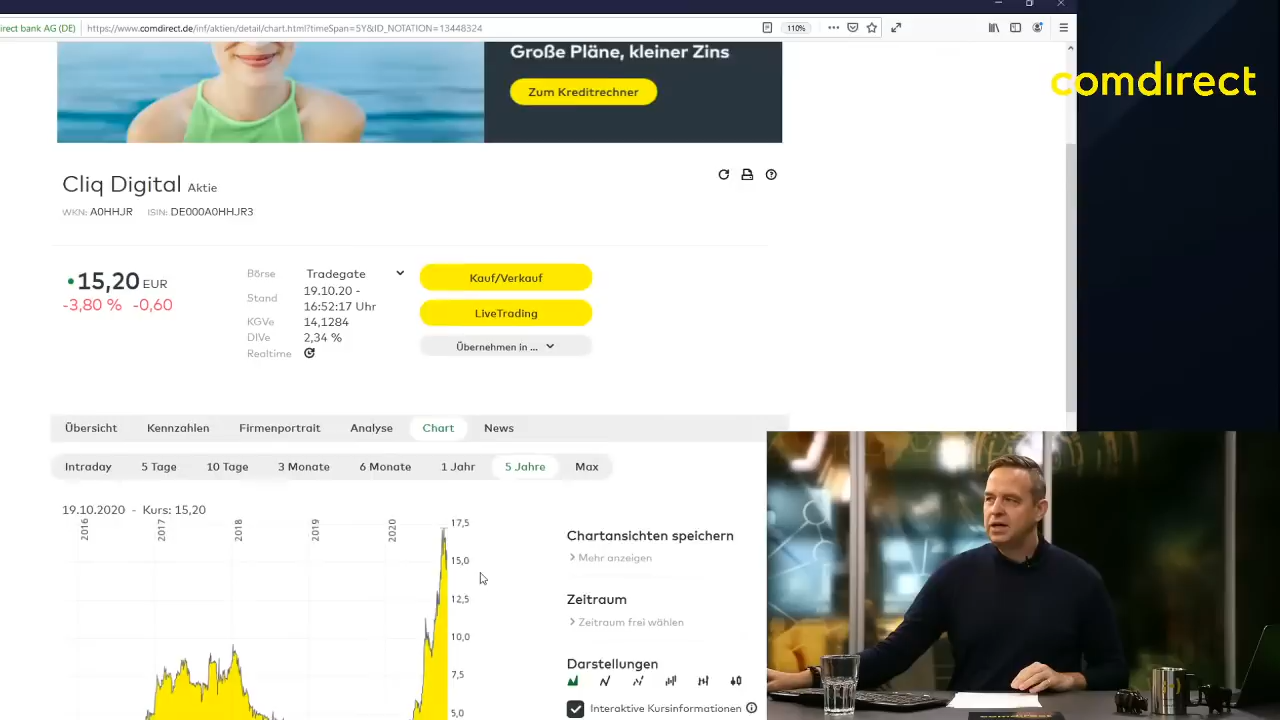 irect bank AG (DE) https://www.comdirect.de/inf/aktien/detail/chart.html?timeSpan=5Y&ID_NOTATION=13448324 110%
Große Pläne, kleiner Zins
Zum Kreditrechner
comdirect
Cliq Digital Aktie
WKN: A0HHJR ISIN: DE000A0HHJR3
15,20 EUR
-3,80 % -0,60
Börse Tradegate
Stand 19.10.20 -
16:52:17 Uhr
KGVe 14,1284
DIVe 2,34 %
Realtime
Kauf/Verkauf
LiveTrading
Übernehmen in ...
Übersicht Kennzahlen Firmenportrait Analyse Chart News
Intraday 5 Tage 10 Tage 3 Monate 6 Monate 1 Jahr 5 Jahre Max
19.10.2020 - Kurs: 15,20
2016 2017 2018 2019 2020
17,5
15,0
12,5
10,0
7,5
5,0
Chartansichten speichern
Mehr anzeigen
Zeitraum
Zeitraum frei wählen
Darstellungen
Interaktive Kursinformationen